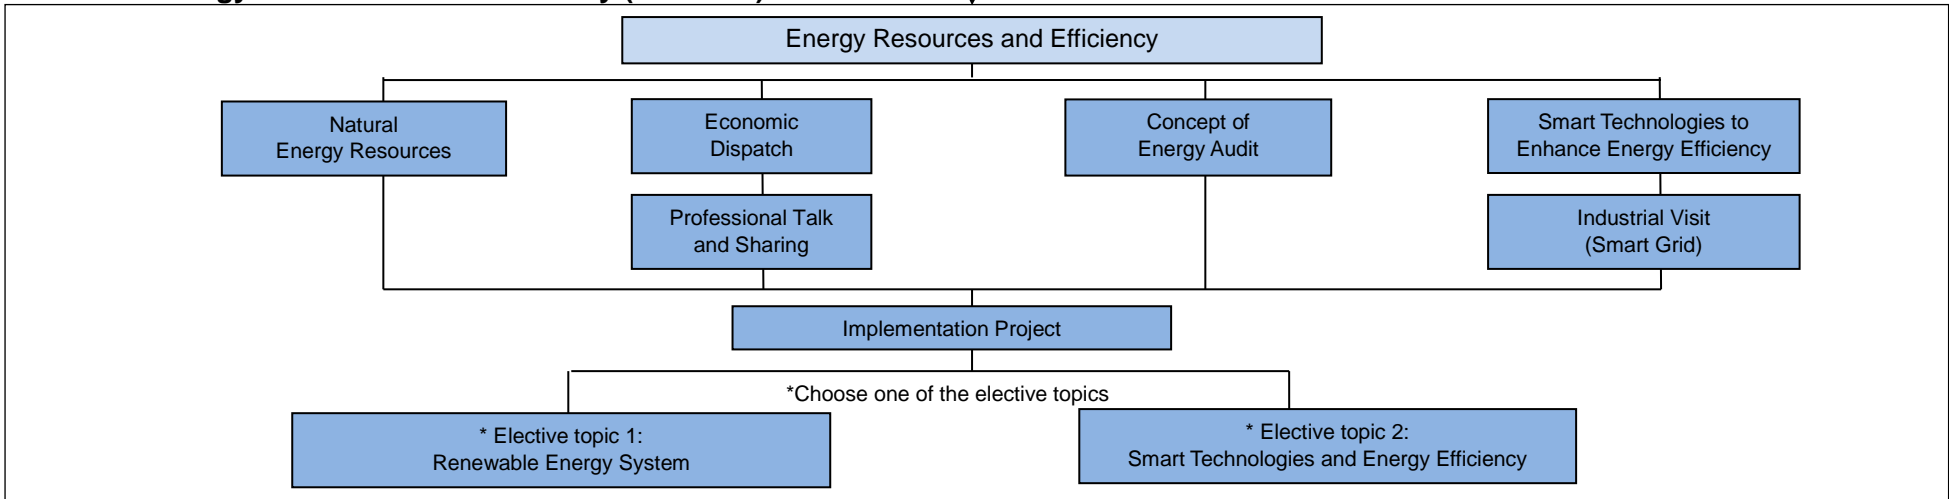 Energy Resources and Efficiency
Natural
Energy Resources
Economic
Dispatch
Concept of
Energy Audit
Smart Technologies to
Enhance Energy Efficiency
Professional Talk
and Sharing
Industrial Visit
(Smart Grid)
Implementation Project
*Choose one of the elective topics
* Elective topic 1:
Renewable Energy System
* Elective topic 2:
Smart Technologies and Energy Efficiency